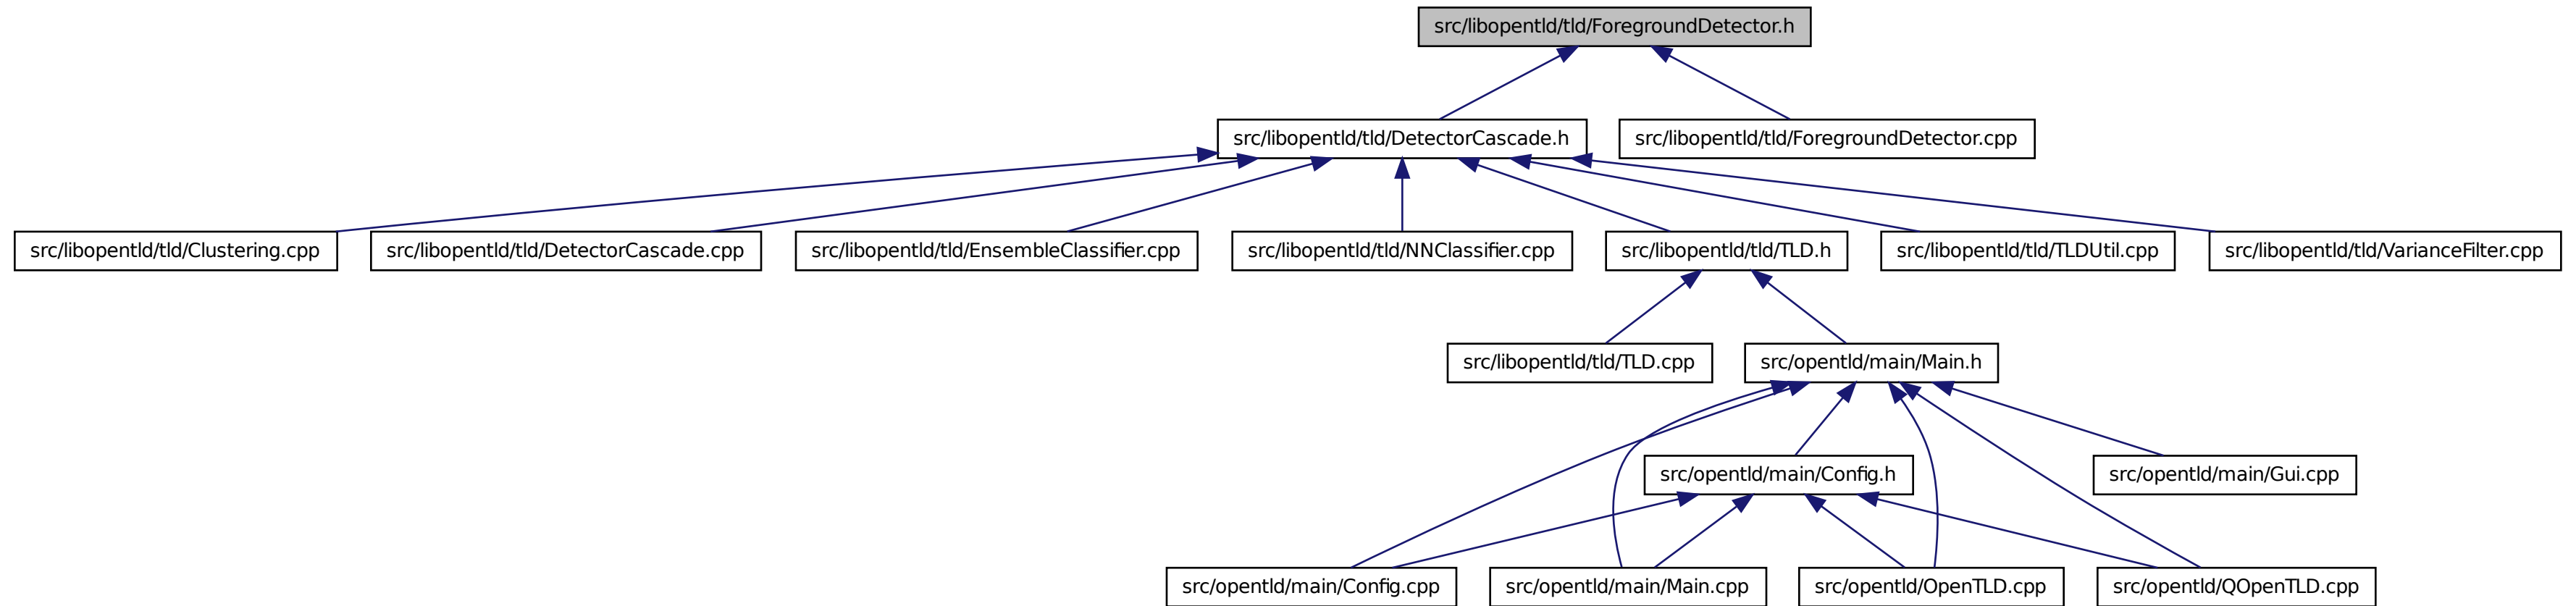 src/libopentld/tld/ForegroundDetector.h
src/libopentld/tld/DetectorCascade.h
src/libopentld/tld/ForegroundDetector.cpp
src/libopentld/tld/Clustering.cpp
src/libopentld/tld/DetectorCascade.cpp
src/libopentld/tld/EnsembleClassifier.cpp
src/libopentld/tld/NNClassifier.cpp
src/libopentld/tld/TLD.h
src/libopentld/tld/TLDUtil.cpp
src/libopentld/tld/VarianceFilter.cpp
src/libopentld/tld/TLD.cpp
src/opentld/main/Main.h
src/opentld/main/Config.h
src/opentld/main/Gui.cpp
src/opentld/main/Config.cpp
src/opentld/main/Main.cpp
src/opentld/OpenTLD.cpp
src/opentld/QOpenTLD.cpp